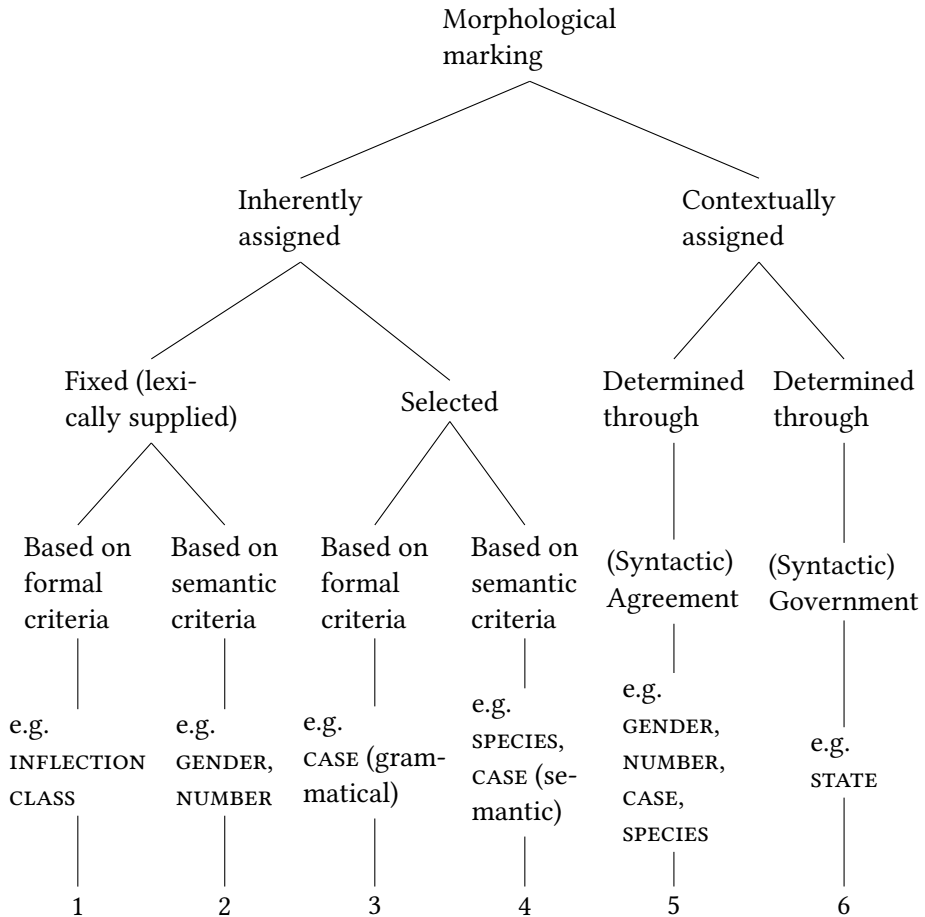 Morphological
marking
Inherently
assigned
Contextually
assigned
Fixed (lexi-
cally supplied)
Selected
Determined
through
Determined
through
Based on
formal
criteria
Based on
semantic
criteria
Based on
formal
criteria
Based on
semantic
criteria
(Syntactic)
Agreement
(Syntactic)
Government
e.g.
INFLECTION
CLASS
e.g.
GENDER,
NUMBER
e.g.
CASE (gram-
matical)
e.g.
SPECIES,
CASE (se-
mantic)
e.g.
GENDER,
NUMBER,
CASE,
SPECIES
e.g.
STATE
1 2 3 4 5 6